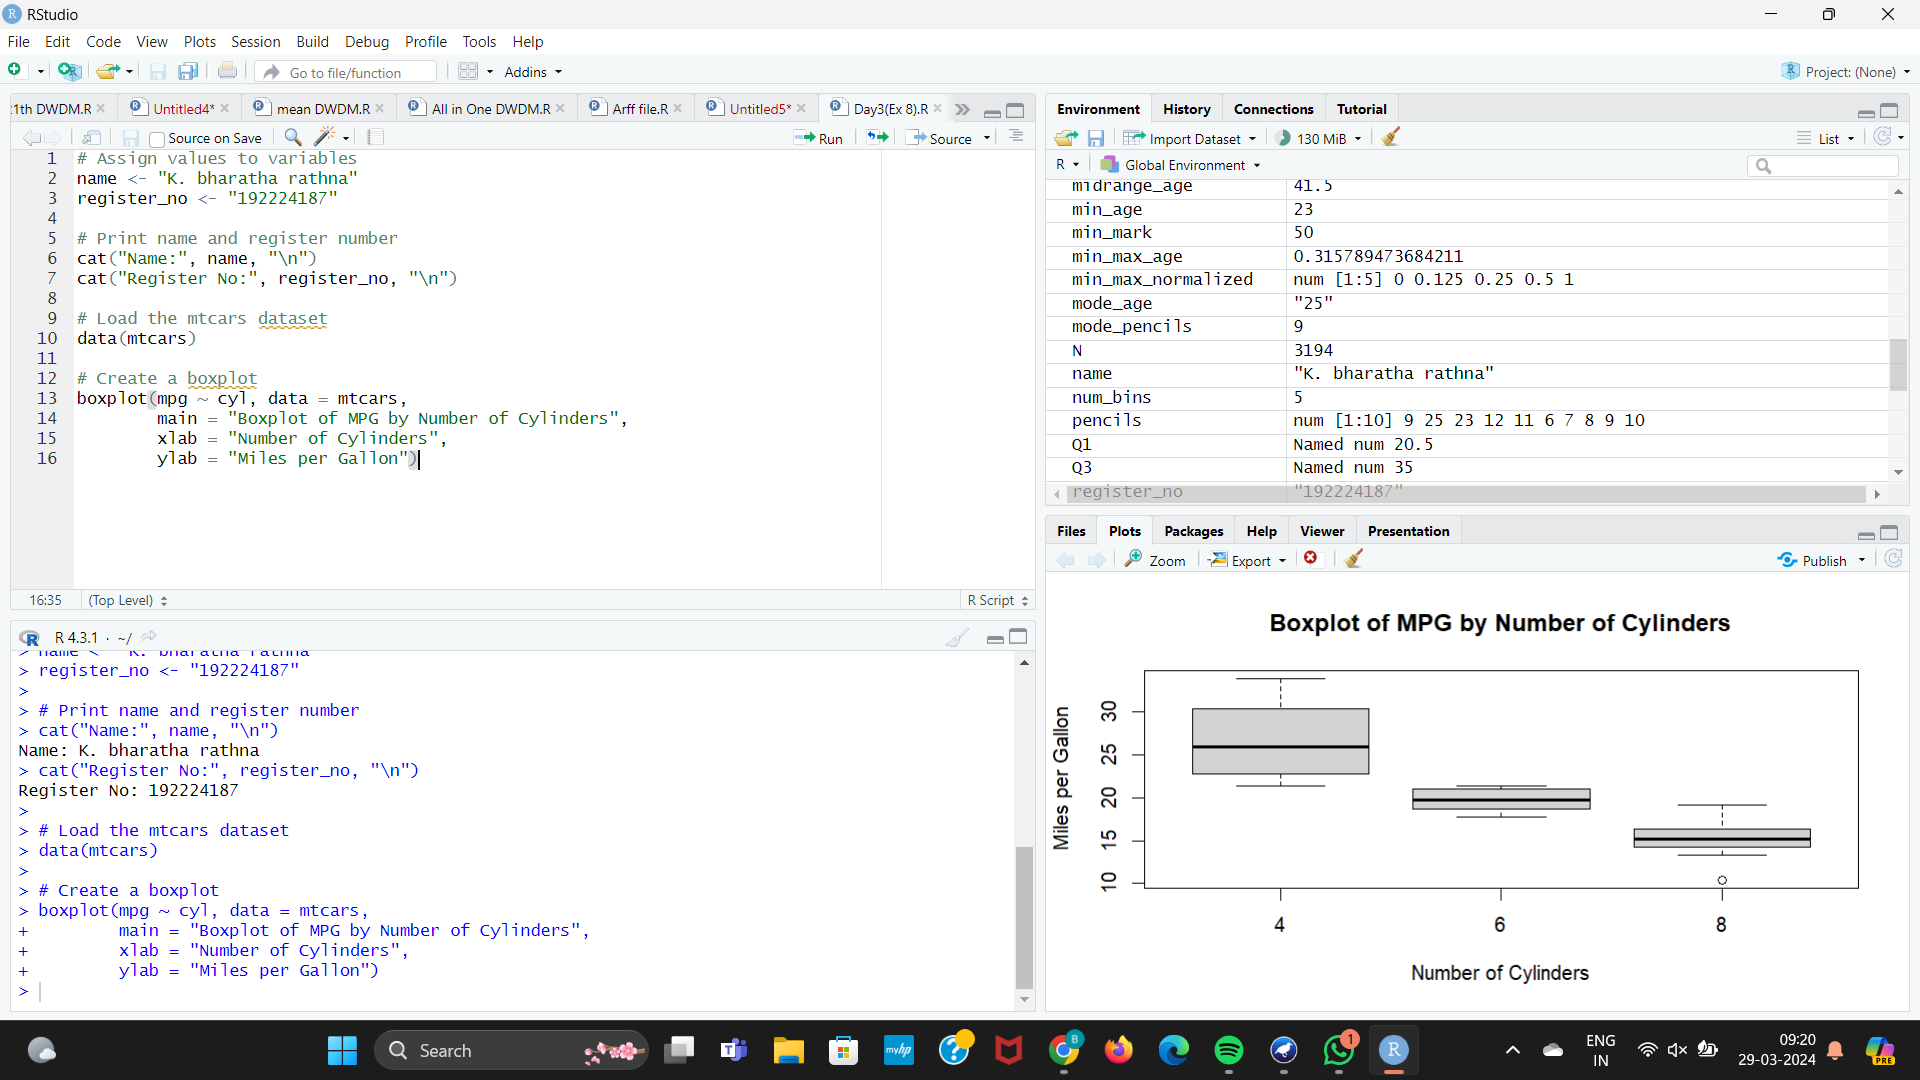 RStudio
File Edit Code View Plots Session Build Debug Profile Tools Help
Go to file/function Addins Project: (None)
1th DWDM.R Untitled4* mean DWDM.R All in One DWDM.R Arff file.R Untitled5* Day3(Ex 8).R
Source on Save Run Source
1 # Assign values to variables
2 name <- "K. bharatha rathna"
3 register_no <- "192224187"
4
5 # Print name and register number
6 cat("Name:", name, "\n")
7 cat("Register No:", register_no, "\n")
8
9 # Load the mtcars dataset
10 data(mtcars)
11
12 # Create a boxplot
13 boxplot(mpg ~ cyl, data = mtcars,
14 main = "Boxplot of MPG by Number of Cylinders",
15 xlab = "Number of Cylinders",
16 ylab = "Miles per Gallon")
16:35 (Top Level) R Script
R 4.3.1 · ~/
> name < "K. bharatha rathna
> register_no <- "192224187"
>
> # Print name and register number
> cat("Name:", name, "\n")
Name: K. bharatha rathna
> cat("Register No:", register_no, "\n")
Register No: 192224187
>
> # Load the mtcars dataset
> data(mtcars)
>
> # Create a boxplot
> boxplot(mpg ~ cyl, data = mtcars,
+ main = "Boxplot of MPG by Number of Cylinders",
+ xlab = "Number of Cylinders",
+ ylab = "Miles per Gallon")
>
Environment History Connections Tutorial
Import Dataset 130 MiB List
R Global Environment
midrange_age 41.5
min_age 23
min_mark 50
min_max_age 0.315789473684211
min_max_normalized num [1:5] 0 0.125 0.25 0.5 1
mode_age "25"
mode_pencils 9
N 3194
name "K. bharatha rathna"
num_bins 5
pencils num [1:10] 9 25 23 12 11 6 7 8 9 10
Q1 Named num 20.5
Q3 Named num 35
register_no "192224187"
Files Plots Packages Help Viewer Presentation
Zoom Export Publish
Boxplot of MPG by Number of Cylinders
Miles per Gallon
30
25
20
15
10
4 6 8
Number of Cylinders
Search myhp B 1 R
ENG
IN
09:20
29-03-2024
PRE